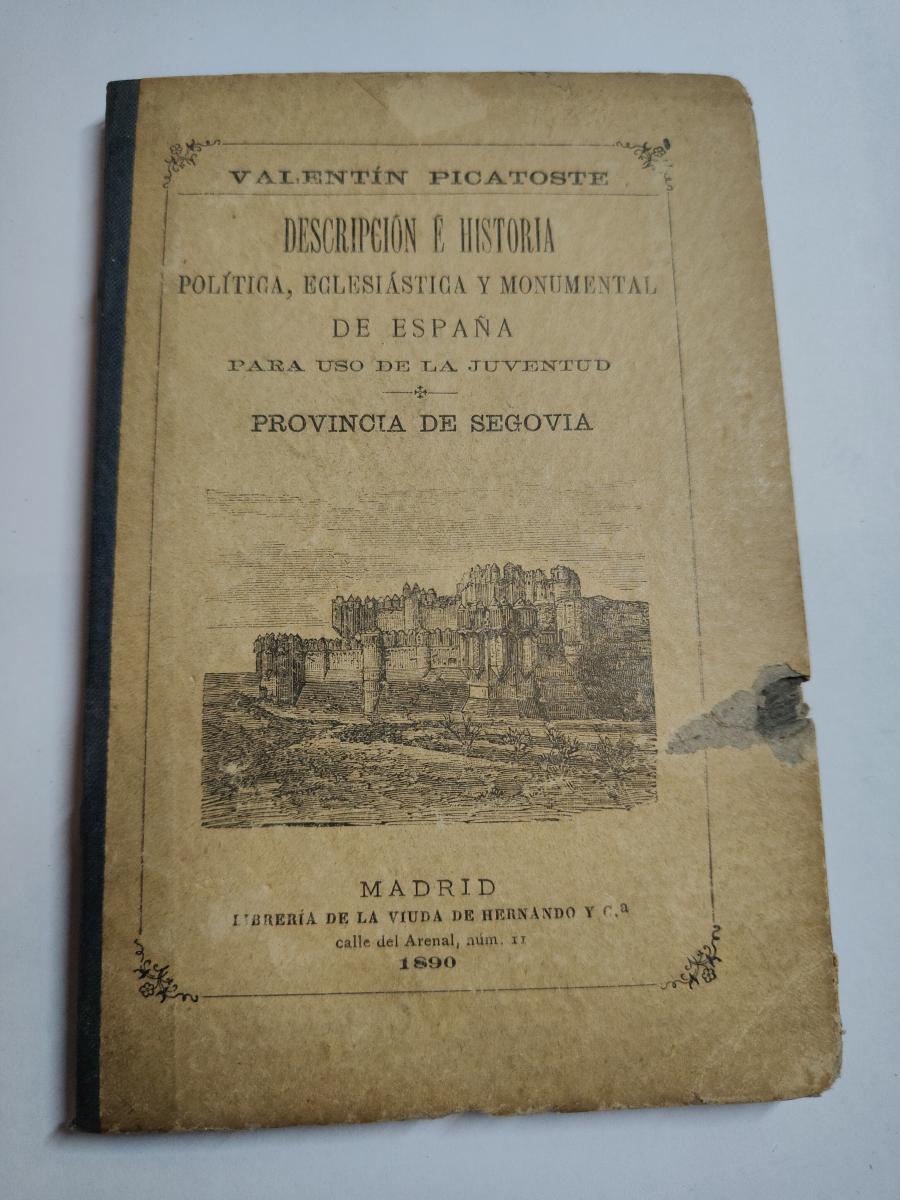 VALENTÍN PICATOSTE
DESCRIPCIÓN É HISTORIA
POLÍTICA, ECLESIÁSTICA Y MONUMENTAL
DE ESPAÑA
PARA USO DE LA JUVENTUD
PROVINCIA DE SEGOVIA
MADRID
LIBRERÍA DE LA VIUDA DE HERNANDO Y C.ª
calle del Arenal, núm. 11
1890